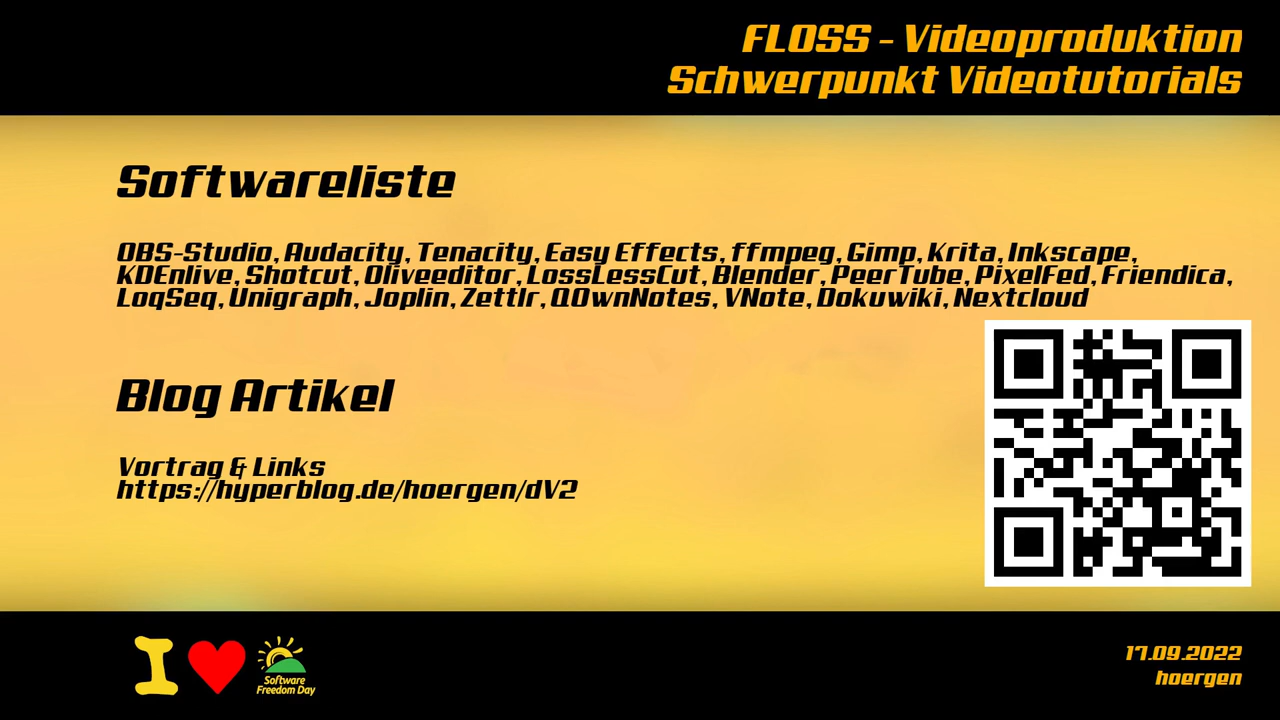 FLOSS - Videoproduktion
Schwerpunkt Videotutorials
Softwareliste
OBS-Studio, Audacity, Tenacity, Easy Effects, ffmpeg, Gimp, Krita, Inkscape,
KDEnlive, Shotcut, Oliveeditor, LossLessCut, Blender, PeerTube, PixelFed, Friendica,
LoqSeq, Unigraph, Joplin, Zettlr, QOwnNotes, VNote, Dokuwiki, Nextcloud
Blog Artikel
Vortrag & Links
https://hyperblog.de/hoergen/dV2
I
Software
Freedom Day
17.09.2022
hoergen